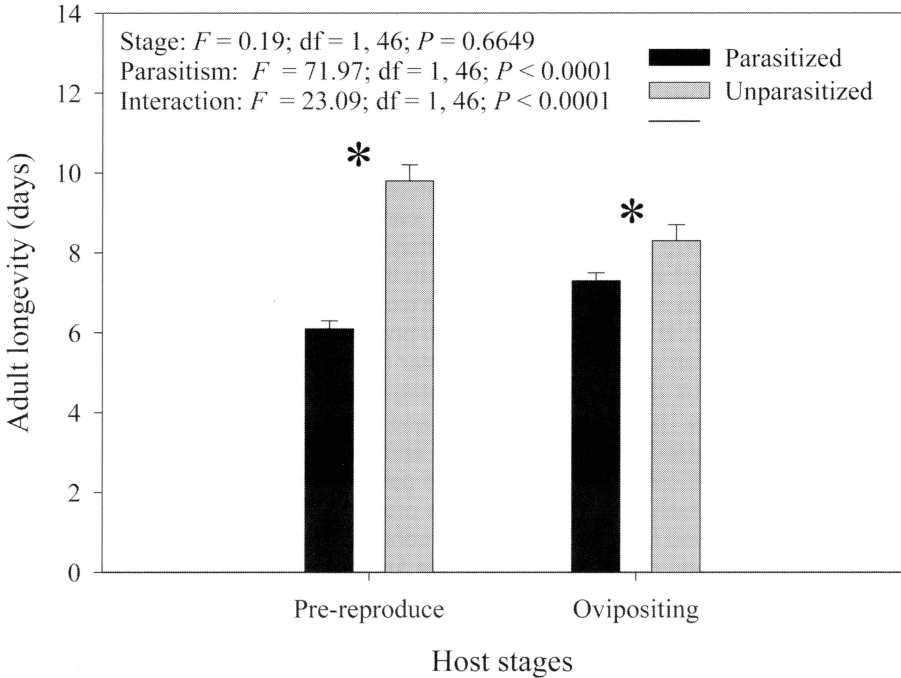 14
12
10
8
6
4
2
0
Adult longevity (days)
Stage: F = 0.19; df = 1, 46; P = 0.6649
Parasitism: F = 71.97; df = 1, 46; P < 0.0001
Interaction: F = 23.09; df = 1, 46; P < 0.0001
Parasitized
Unparasitized
*
*
Pre-reproduce
Ovipositing
Host stages